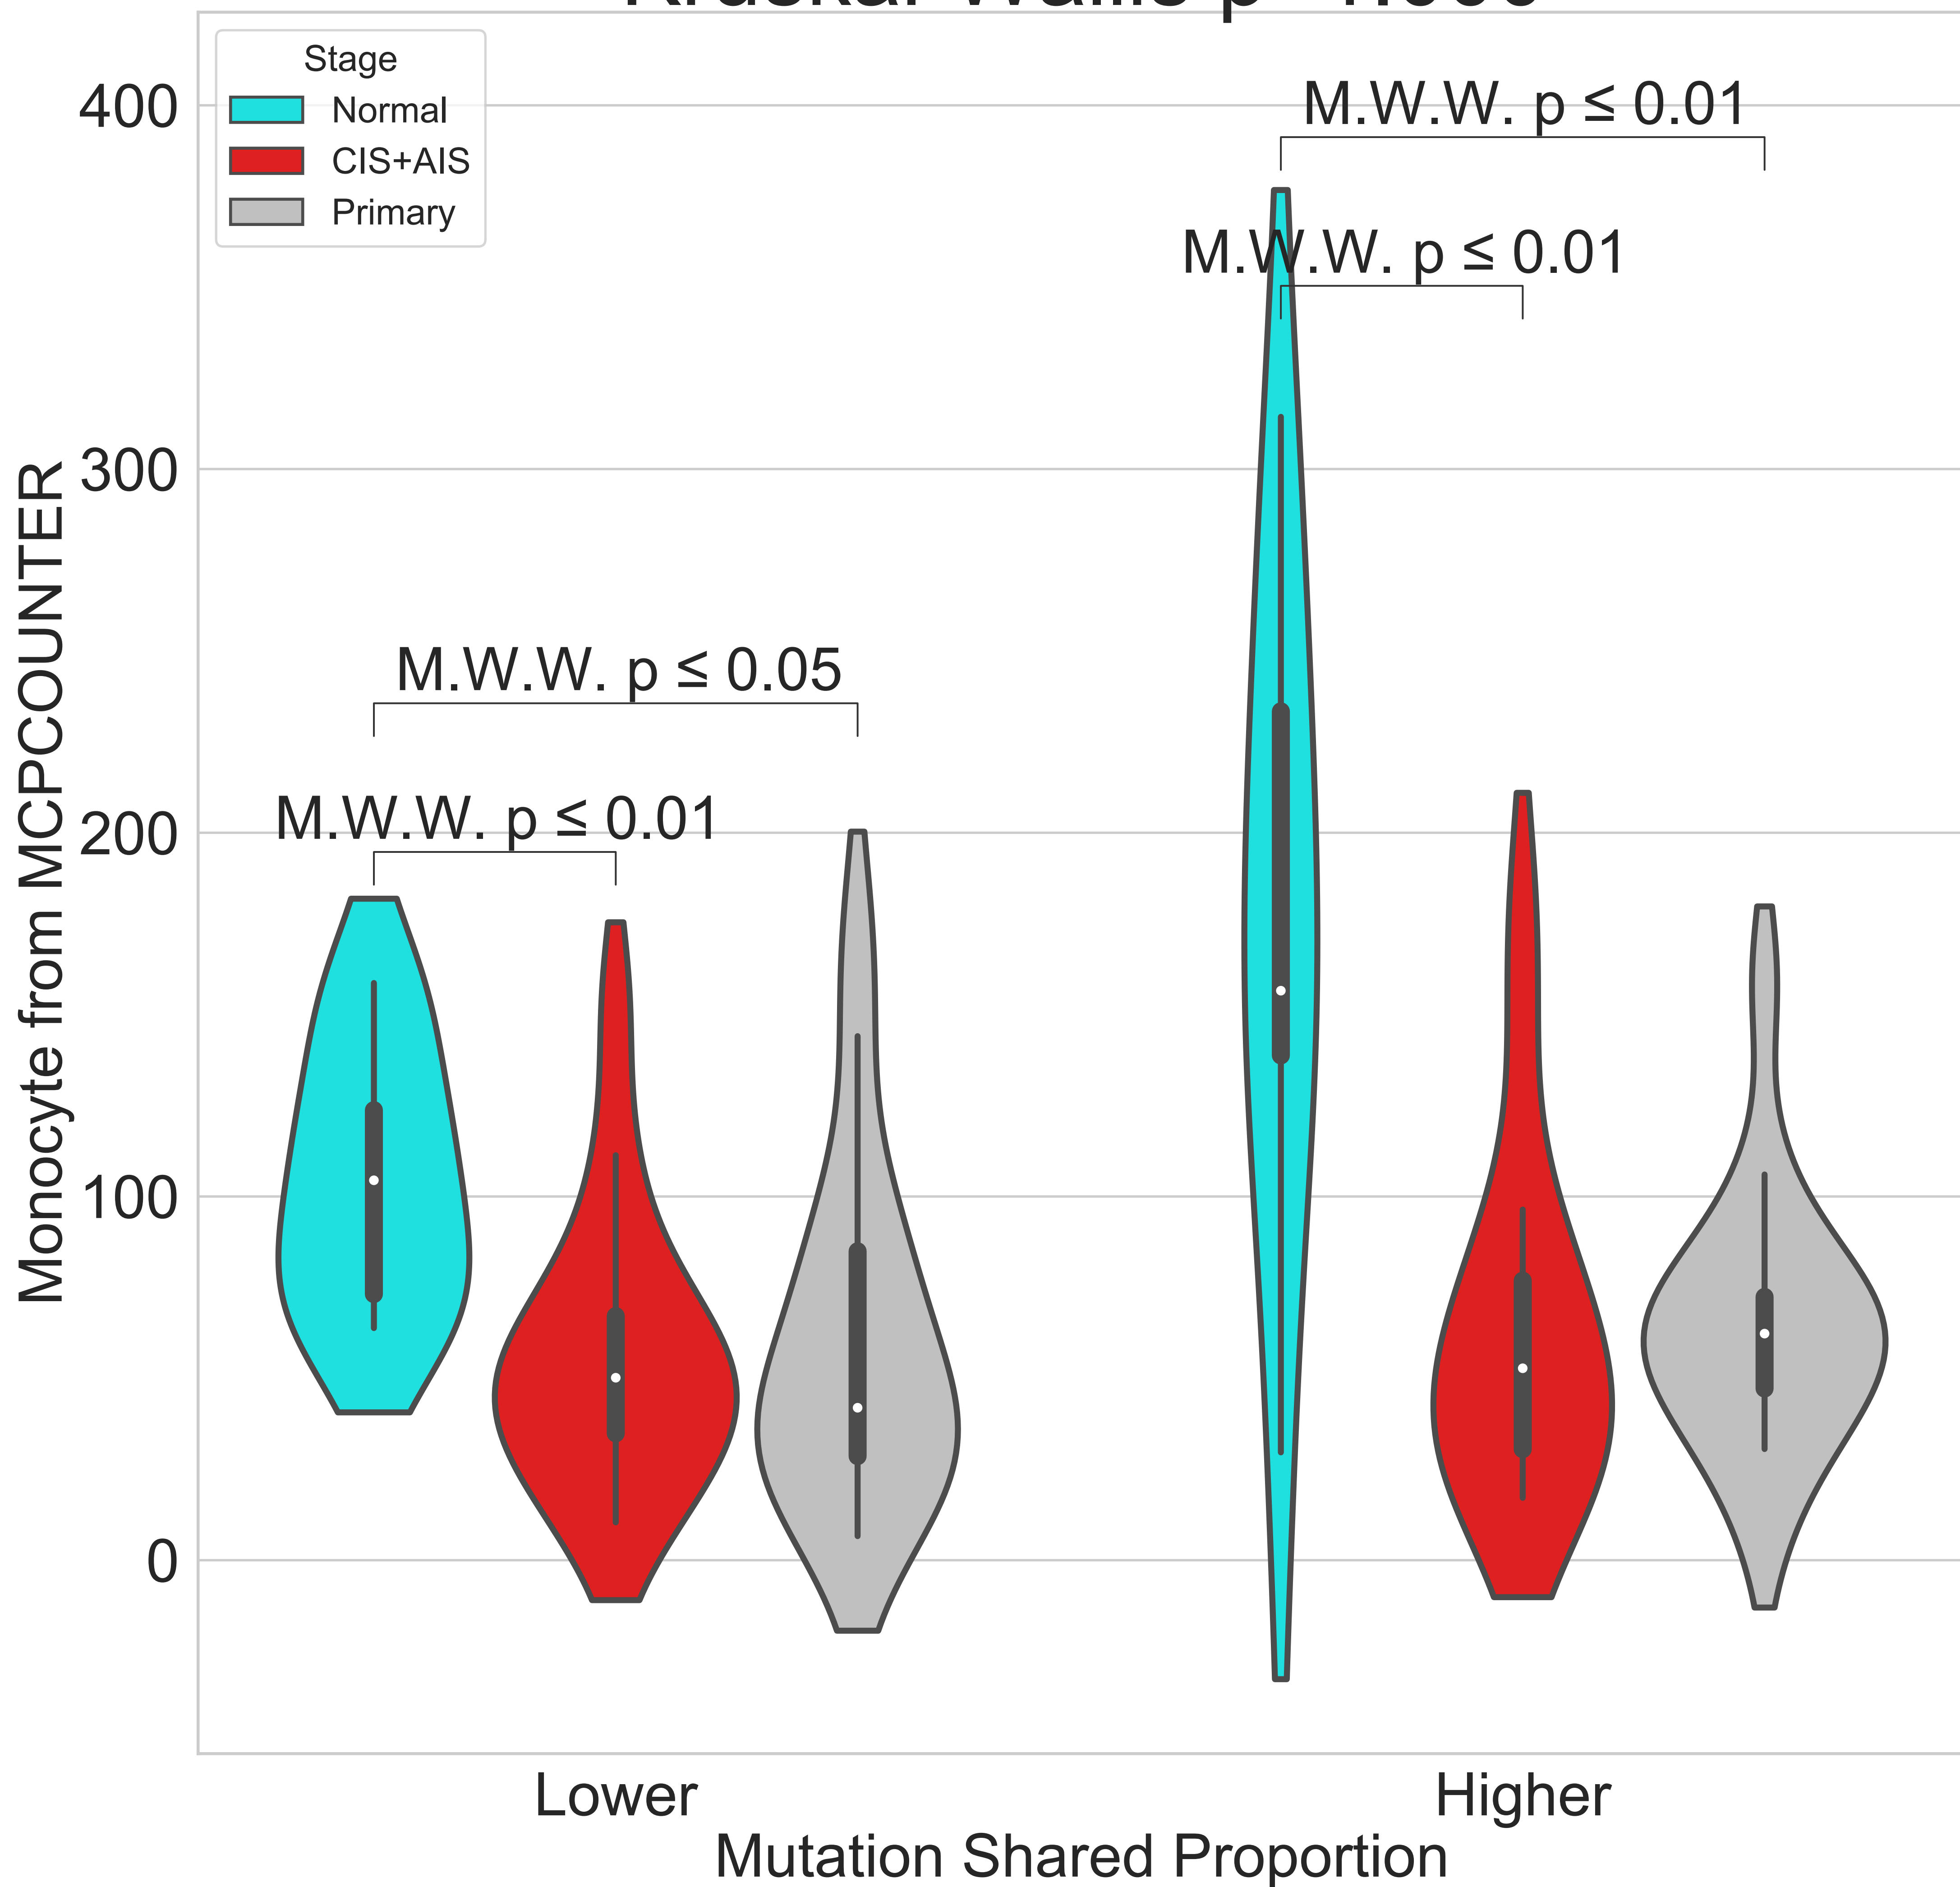 Stage
Normal
CIS+AIS
Primary
400
300
200
100
0
Monocyte from MCPCOUNTER
M.W.W. p ≤ 0.01
M.W.W. p ≤ 0.01
M.W.W. p ≤ 0.05
M.W.W. p ≤ 0.01
Lower
Higher
Mutation Shared Proportion